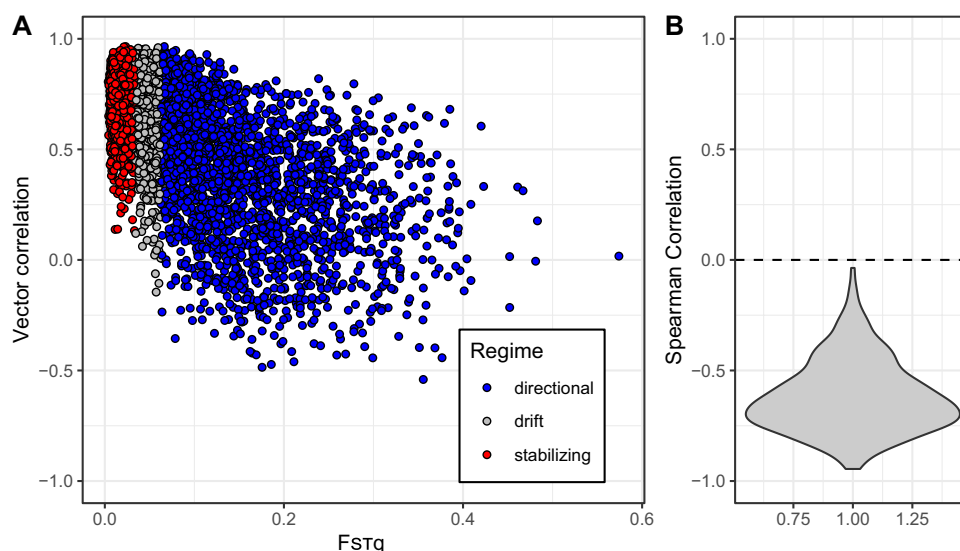 A
B
1.0
0.5
0.0
−0.5
−1.0
Vector correlation
0.0
0.2
0.4
0.6
FSTq
Regime
directional
drift
stabilizing
1.0
0.5
0.0
−0.5
−1.0
Spearman Correlation
0.75
1.00
1.25